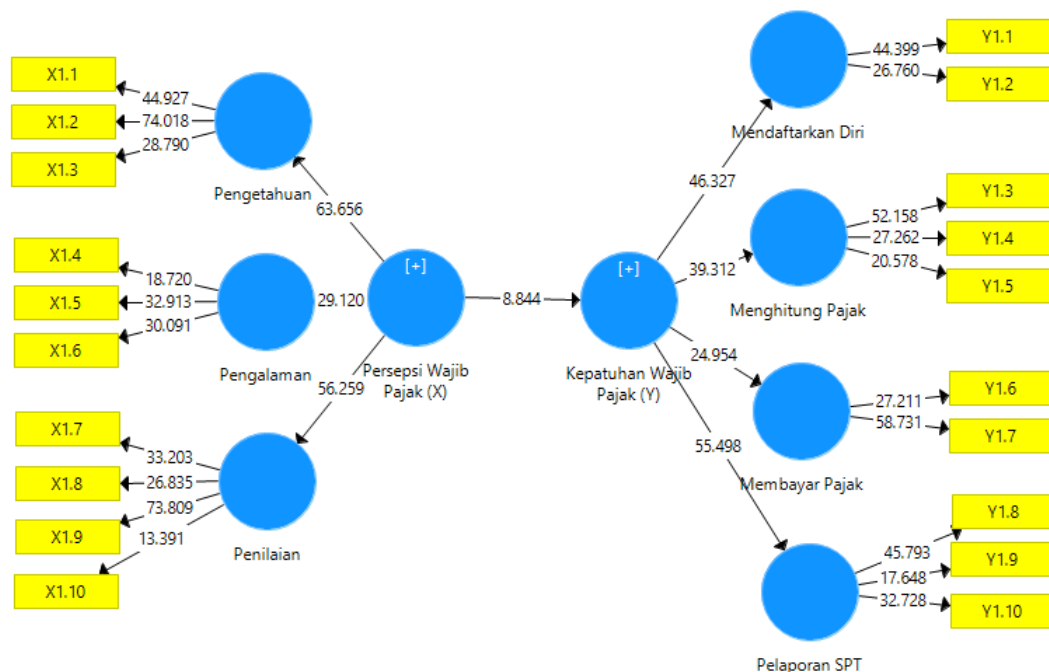 X1.1
X1.2
X1.3
44.927
74.018
28.790
Pengetahuan
63.656
X1.4
X1.5
X1.6
18.720
32.913
30.091
Pengalaman
29.120
X1.7
X1.8
X1.9
X1.10
33.203
26.835
73.809
13.391
Penilaian
56.259
[+]
Persepsi Wajib
Pajak (X)
8.844
[+]
Kepatuhan Wajib
Pajak (Y)
46.327
39.312
24.954
55.498
Mendaftarkan Diri
44.399
26.760
Y1.1
Y1.2
Menghitung Pajak
52.158
27.262
20.578
Y1.3
Y1.4
Y1.5
Membayar Pajak
27.211
58.731
Y1.6
Y1.7
Pelaporan SPT
45.793
17.648
32.728
Y1.8
Y1.9
Y1.10